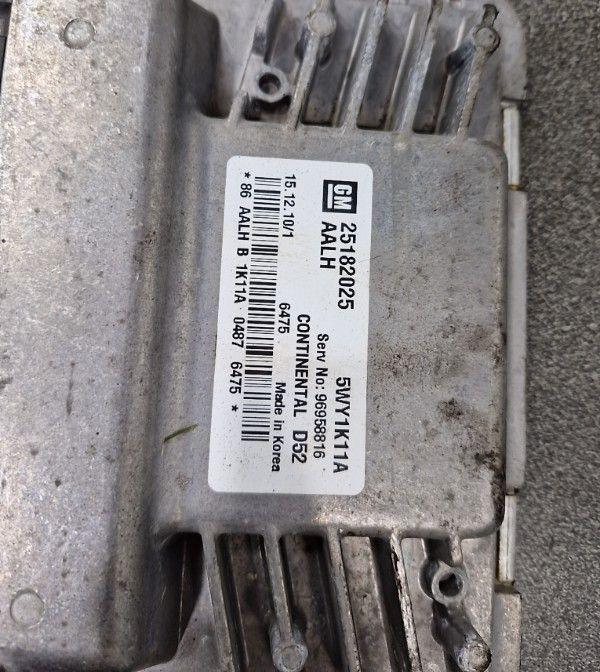 GM 25182025 5WY1K11A
AALH Serv No: 96958816
CONTINENTAL D52
15.12.10/1 6475 Made in Korea
* 86 AALH B 1K11A 0487 6475 *